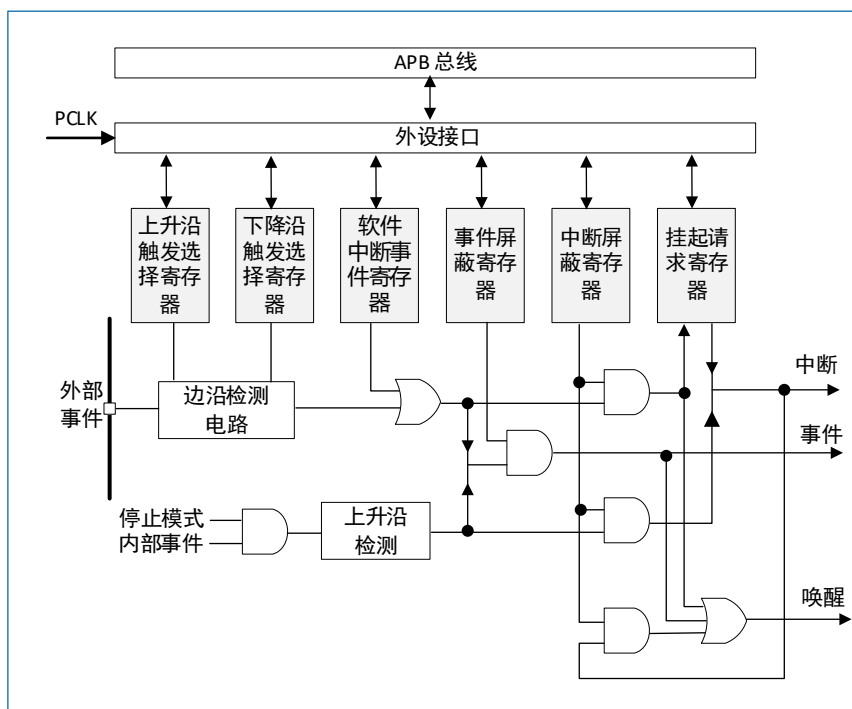 APB 总线
PCLK
外设接口
上升沿
触发选
择寄存
器
下降沿
触发选
择寄存
器
软件
中断事
件寄存
器
事件屏
蔽寄存
器
中断屏
蔽寄存
器
挂起请
求寄存
器
中断
外部
事件
边沿检测
电路
事件
停止模式
内部事件
上升沿
检测
唤醒